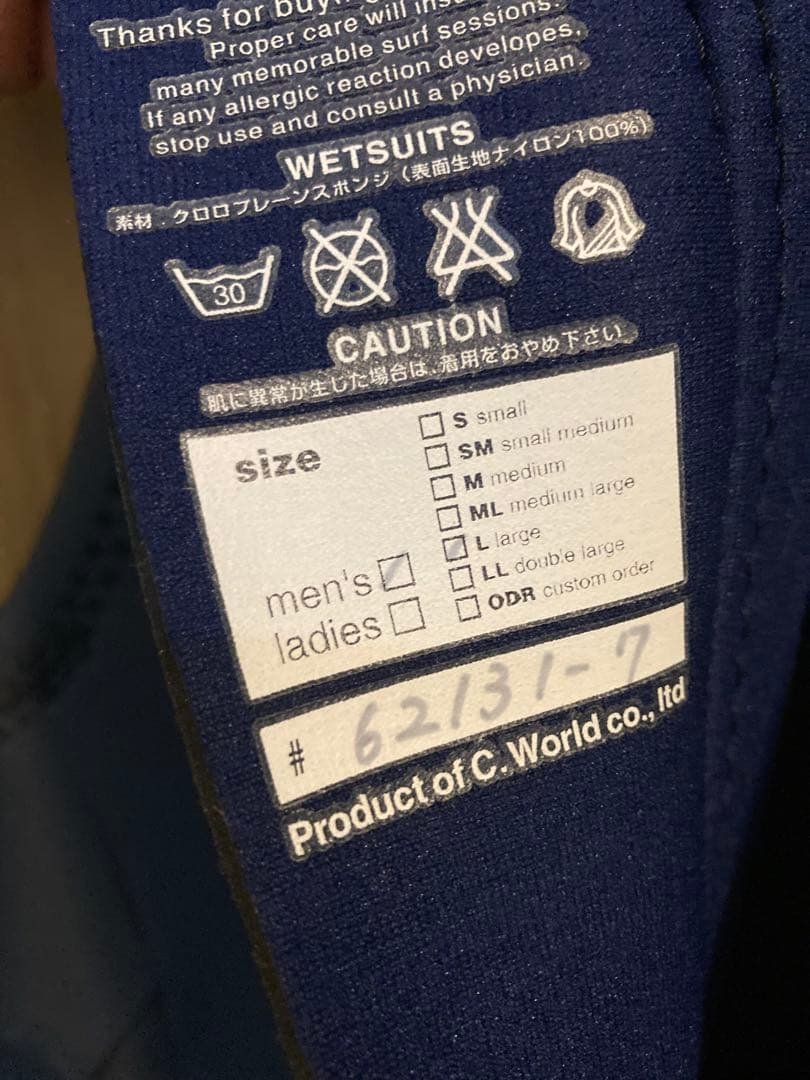 Thanks for
Proper care will
many memorable surf sessions.
If any allergic reaction developes,
stop use and consult a physician.
WETSUITS
素材.クロロプレーンスポンジ(表面生地ナイロン100%)
30
CAUTION
肌に異常が生じた場合は、着用をおやめ下さい。
size
S small
SM small medium
M medium
ML medium large
L large
LL double large
ODR custom order
men's
ladies
# 62131-7
Product of C.World co.,ltd